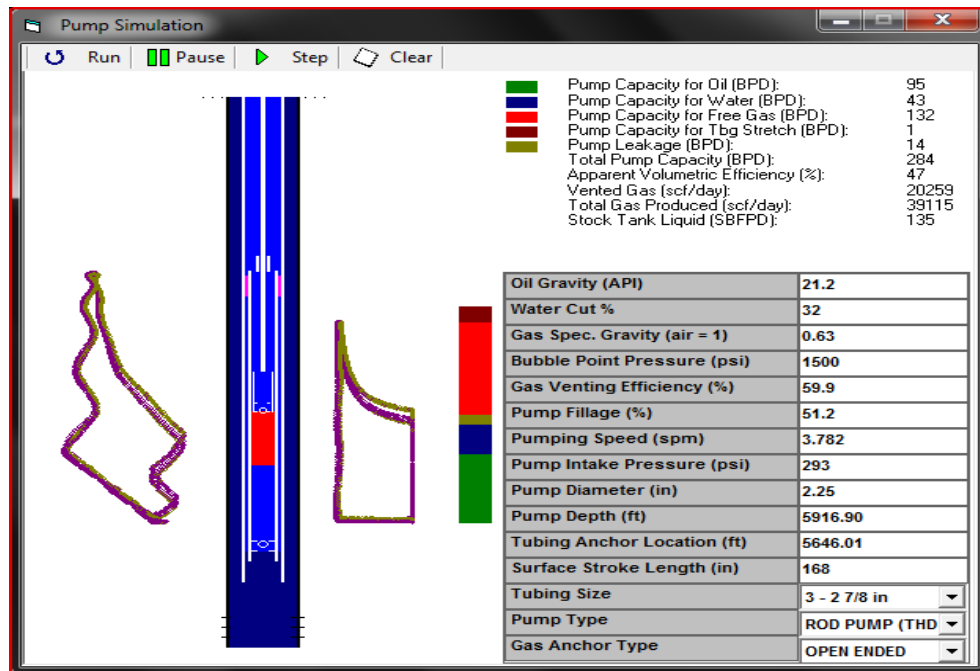 Pump Simulation
Run Pause Step Clear
Pump Capacity for Oil (BPD): 95
Pump Capacity for Water (BPD): 43
Pump Capacity for Free Gas (BPD): 132
Pump Capacity for Tbg Stretch (BPD): 1
Pump Leakage (BPD): 14
Total Pump Capacity (BPD): 284
Apparent Volumetric Efficiency (%): 47
Vented Gas (scf/day): 20259
Total Gas Produced (scf/day): 39115
Stock Tank Liquid (SBFPD): 135
Oil Gravity (API) 21.2
Water Cut % 32
Gas Spec. Gravity (air = 1) 0.63
Bubble Point Pressure (psi) 1500
Gas Venting Efficiency (%) 59.9
Pump Fillage (%) 51.2
Pumping Speed (spm) 3.782
Pump Intake Pressure (psi) 293
Pump Diameter (in) 2.25
Pump Depth (ft) 5916.90
Tubing Anchor Location (ft) 5646.01
Surface Stroke Length (in) 168
Tubing Size 3 - 2 7/8 in
Pump Type ROD PUMP (THD
Gas Anchor Type OPEN ENDED